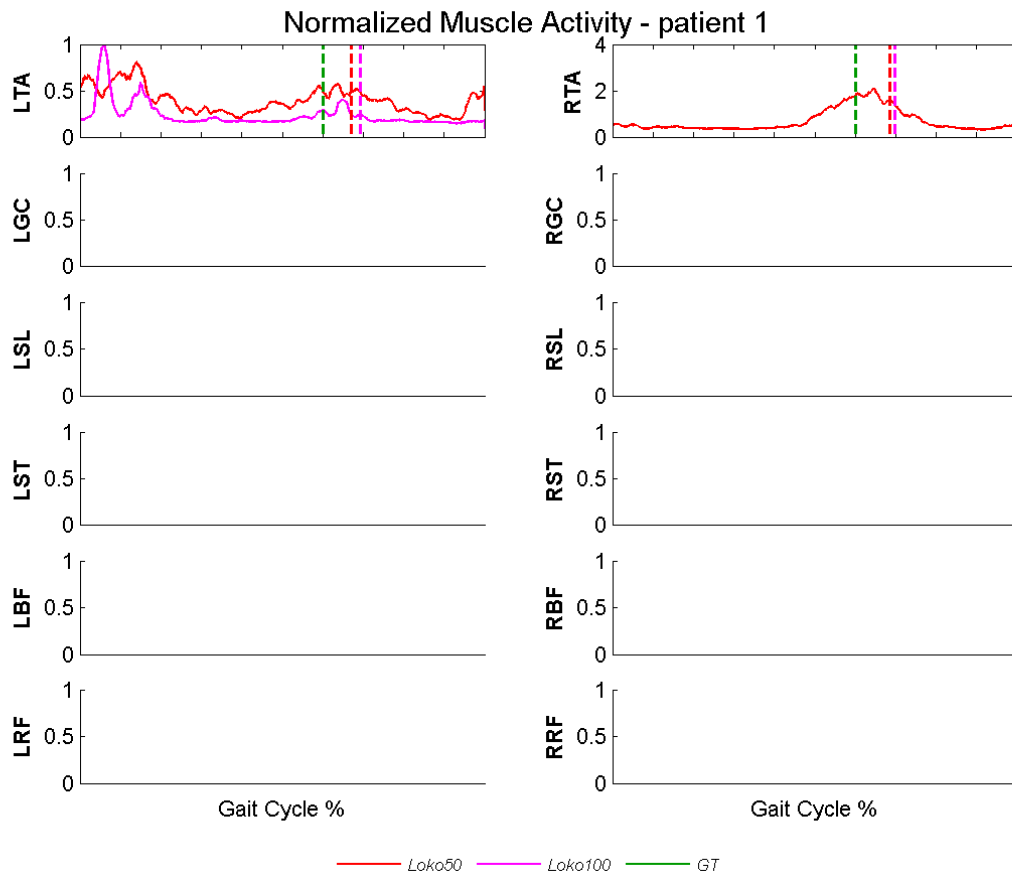 Normalized Muscle Activity - patient 1
LTA 1 0.5 0
RTA 4 2 0
LGC 1 0.5 0
RGC 1 0.5 0
LSL 1 0.5 0
RSL 1 0.5 0
LST 1 0.5 0
RST 1 0.5 0
LBF 1 0.5 0
RBF 1 0.5 0
LRF 1 0.5 0
RRF 1 0.5 0
Gait Cycle %
Gait Cycle %
Loko50 Loko100 GT